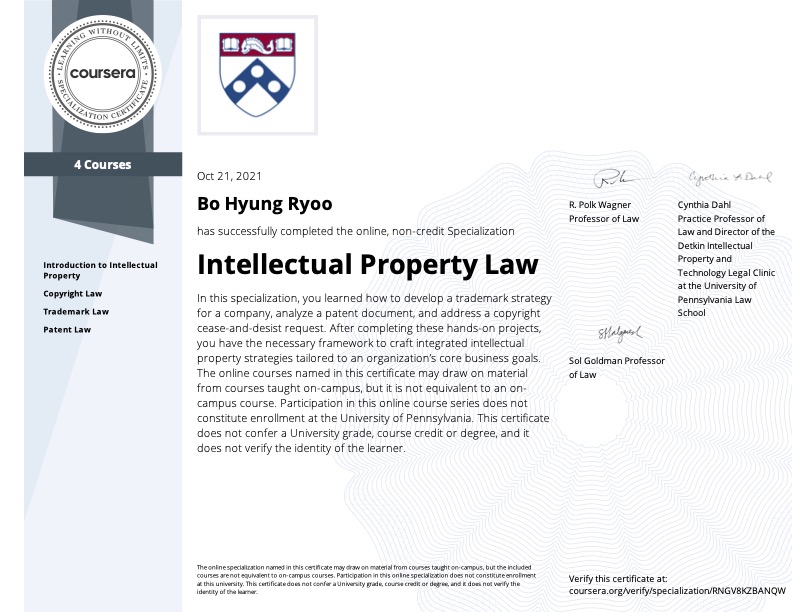 LEARNING WITHOUT LIMITS
coursera
SPECIALIZATION CERTIFICATE
4 Courses
Introduction to Intellectual
Property
Copyright Law
Trademark Law
Patent Law
Oct 21, 2021
Bo Hyung Ryoo
has successfully completed the online, non-credit Specialization
Intellectual Property Law
In this specialization, you learned how to develop a trademark strategy
for a company, analyze a patent document, and address a copyright
cease-and-desist request. After completing these hands-on projects,
you have the necessary framework to craft integrated intellectual
property strategies tailored to an organization's core business goals.
The online courses named in this certificate may draw on material
from courses taught on-campus, but it is not equivalent to an on-
campus course. Participation in this online course series does not
constitute enrollment at the University of Pennsylvania. This certificate
does not confer a University grade, course credit or degree, and it
does not verify the identity of the learner.
R. Polk Wagner
Professor of Law
Cynthia A Dahl
Cynthia Dahl
Practice Professor of
Law and Director of the
Detkin Intellectual
Property and
Technology Legal Clinic
at the University of
Pennsylvania Law
School
Sol Goldman Professor
of Law
The online specialization named in this certificate may draw on material from courses taught on-campus, but the included
courses are not equivalent to on-campus courses. Participation in this online specialization does not constitute enrollment
at this university. This certificate does not confer a University grade, course credit or degree, and it does not verify the
identity of the learner.
Verify this certificate at:
coursera.org/verify/specialization/RNGV8KZBANQW